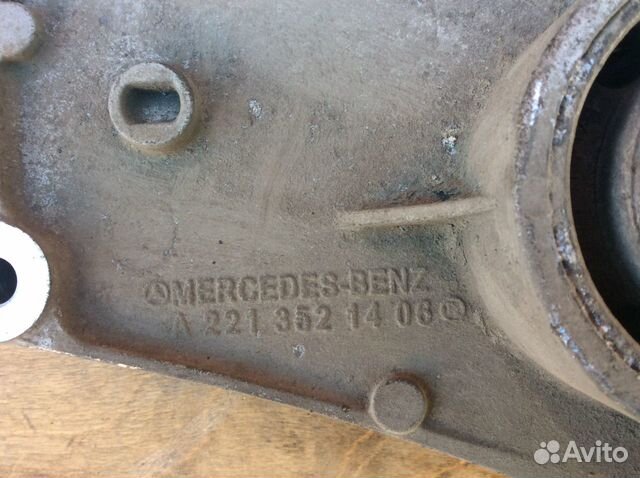 MERCEDES-BENZ
A 221 352 14 06
Avito